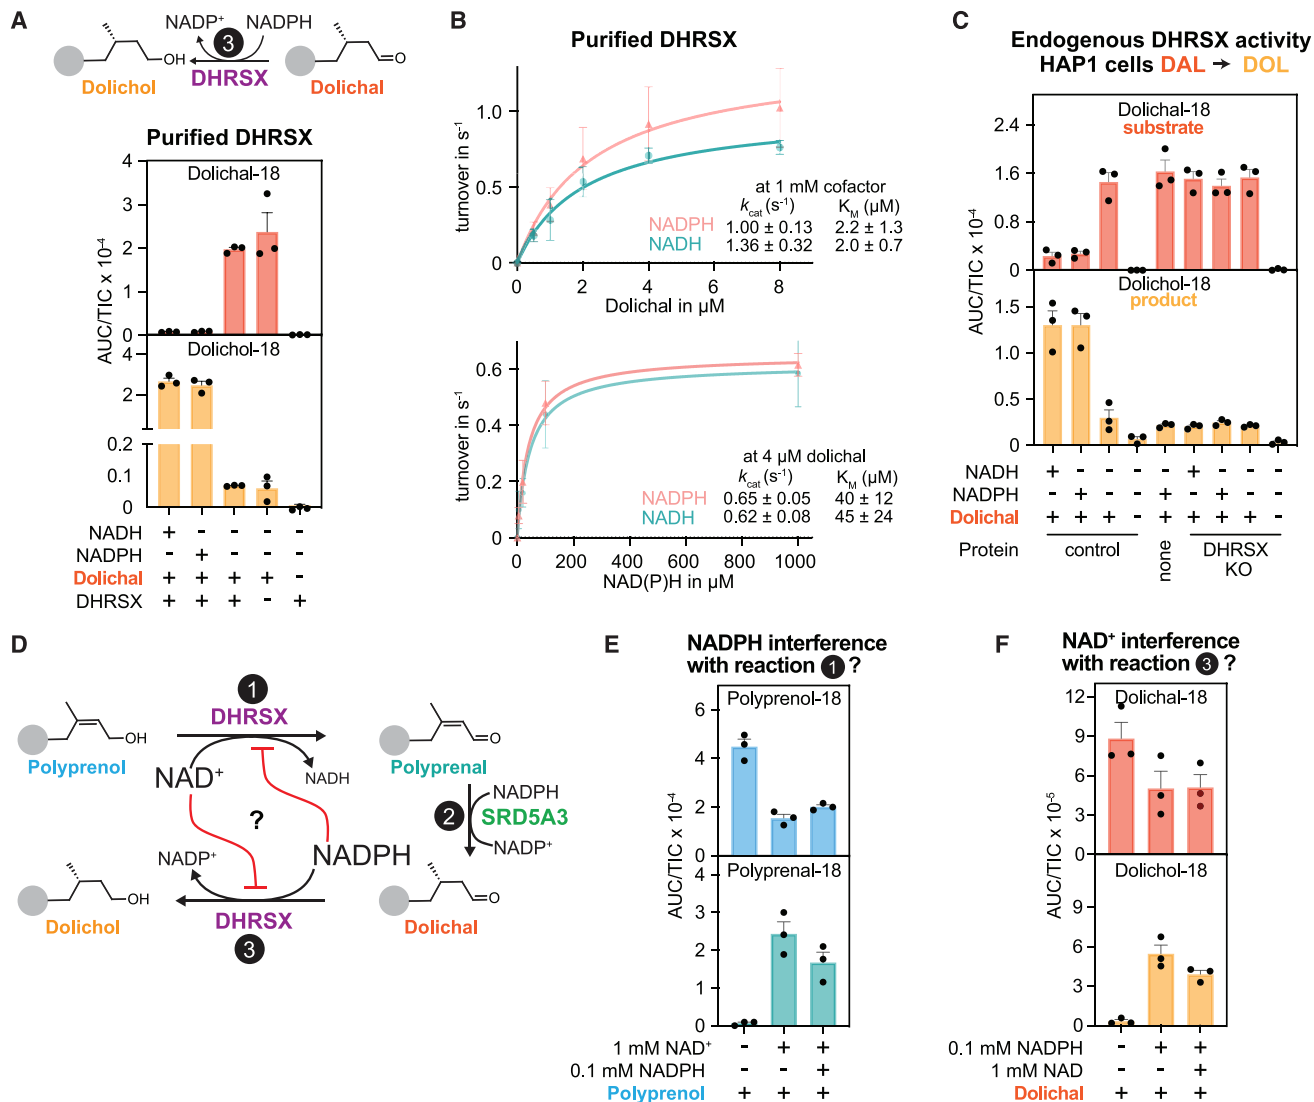 A
NADP⁺ NADPH
3
OH
O
Dolichol DHRSX Dolichal
Purified DHRSX
Dolichal-18
4
3
2
1
0
AUC/TIC x 10⁻⁴
Dolichol-18
4
2
0.2
0.1
0
NADH + - - - -
NADPH - + - - -
Dolichal + + + + -
DHRSX + + + - +
B
Purified DHRSX
turnover in s⁻¹
1.0
0.5
0
0 2 4 6 8
Dolichal in µM
at 1 mM cofactor
kcat (s⁻¹) KM (µM)
NADPH 1.00 ± 0.13 2.2 ± 1.3
NADH 1.36 ± 0.32 2.0 ± 0.7
turnover in s⁻¹
0.6
0.4
0.2
0
0 200 400 600 800 1000
NAD(P)H in µM
at 4 µM dolichal
kcat (s⁻¹) KM (µM)
NADPH 0.65 ± 0.05 40 ± 12
NADH 0.62 ± 0.08 45 ± 24
C
Endogenous DHRSX activity
HAP1 cells DAL → DOL
Dolichal-18
substrate
2.4
1.6
0.8
0
AUC/TIC x 10⁻⁴
Dolichol-18
product
1.5
1.0
0.5
0
NADH + - - - - + - - -
NADPH - + - - + - + - -
Dolichal + + + - + + + + -
Protein control none DHRSX
KO
D
1
DHRSX
OH
O
Polyprenol NAD⁺ NADH Polyprenal
NADPH
2 SRD5A3
NADP⁺
?
NADP⁺ NADPH
OH
O
Dolichol DHRSX Dolichal
3
E
NADPH interference
with reaction 1 ?
Polyprenol-18
6
4
2
0
AUC/TIC x 10⁻⁴
Polyprenal-18
4
3
2
1
0
1 mM NAD⁺ - + +
0.1 mM NADPH - - +
Polyprenol + + +
F
NAD⁺ interference
with reaction 3 ?
Dolichal-18
12
9
6
3
0
AUC/TIC x 10⁻⁵
Dolichol-18
9
6
3
0
0.1 mM NADPH - + +
1 mM NAD - - +
Dolichal + + +